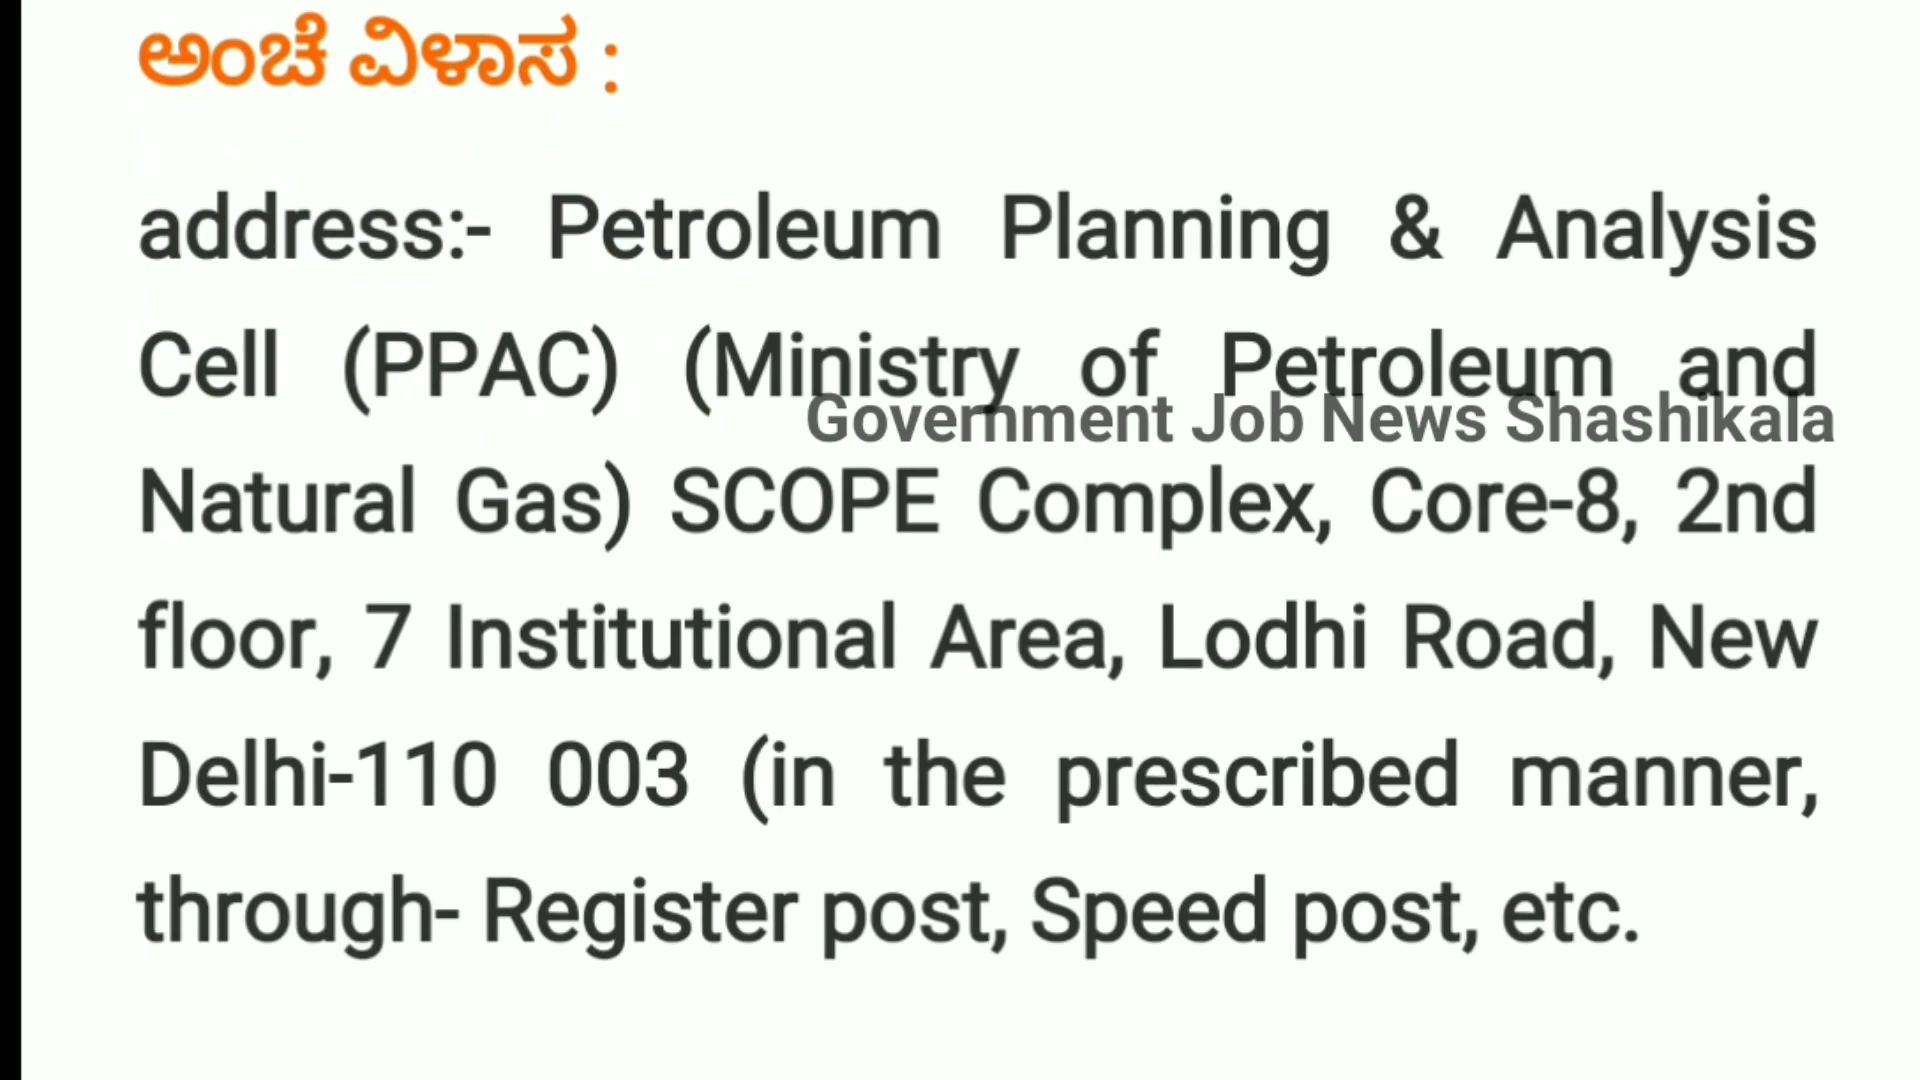 ಅಂಚೆ ವಿಳಾಸ :
address:- Petroleum Planning & Analysis
Cell (PPAC) (Ministry of Petroleum and
Government Job News Shashikala
Natural Gas) SCOPE Complex, Core-8, 2nd
floor, 7 Institutional Area, Lodhi Road, New
Delhi-110 003 (in the prescribed manner,
through- Register post, Speed post, etc.